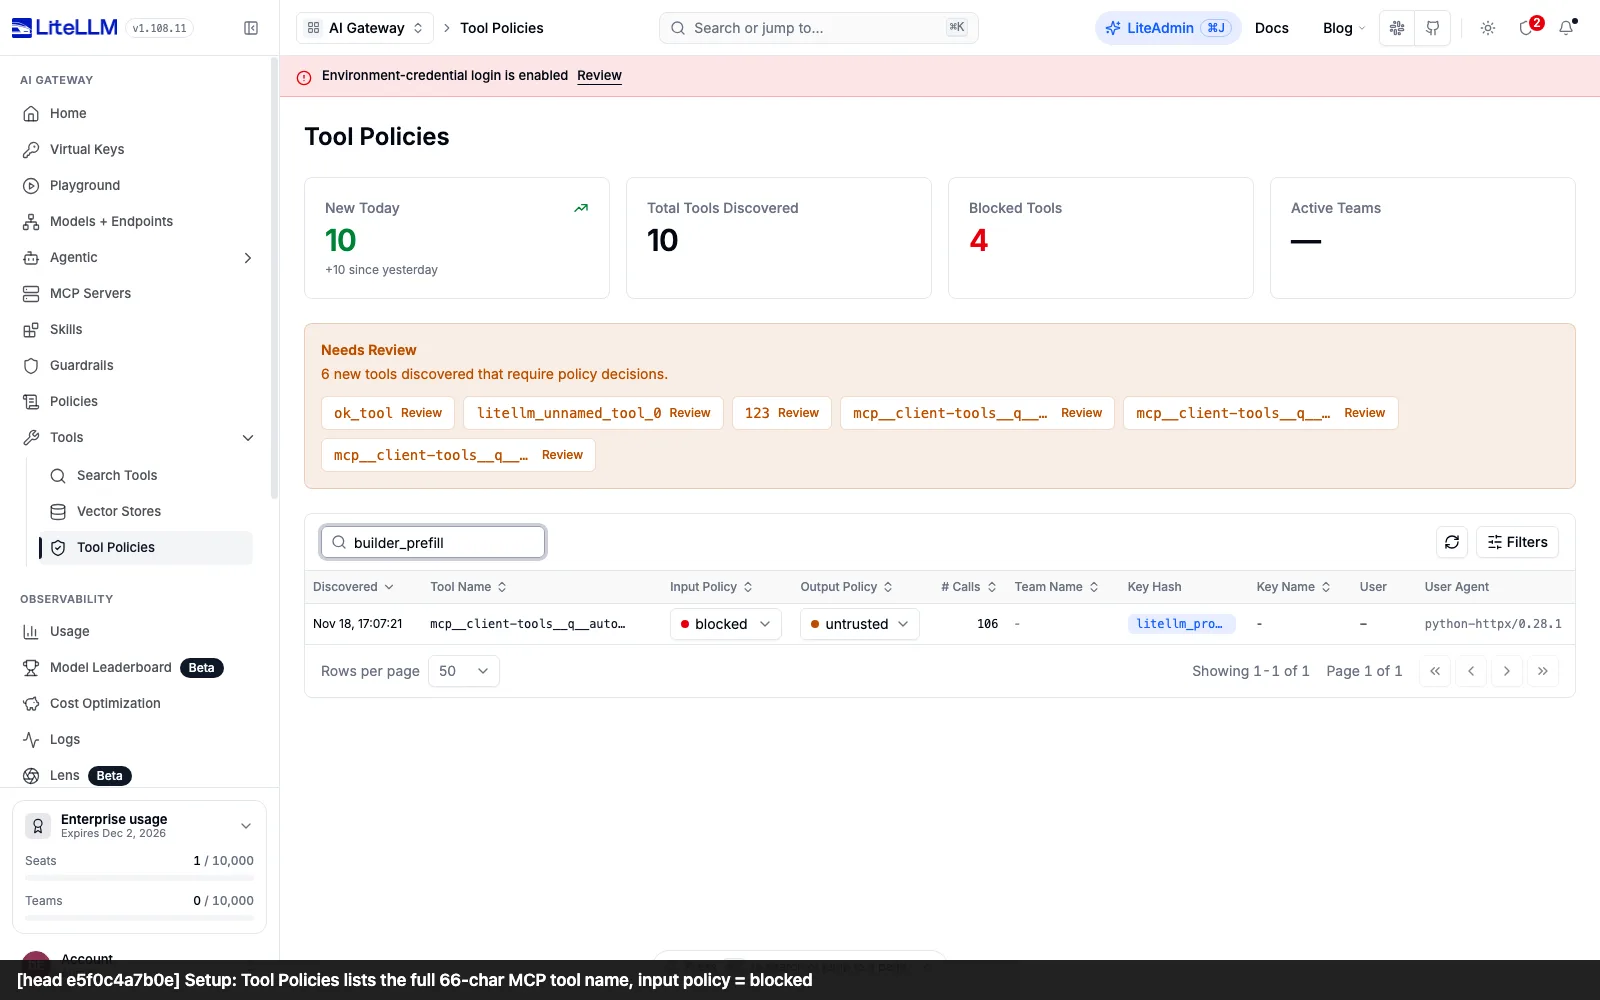 LiteLLM v1.108.11
AI Gateway
Tool Policies
Search or jump to...
⌘K
LiteAdmin ⌘J
Docs
Blog
2
Environment-credential login is enabled Review
AI GATEWAY
Home
Virtual Keys
Playground
Models + Endpoints
Agentic
MCP Servers
Skills
Guardrails
Policies
Tools
Search Tools
Vector Stores
Tool Policies
OBSERVABILITY
Usage
Model Leaderboard Beta
Cost Optimization
Logs
Lens Beta
Enterprise usage
Expires Dec 2, 2026
Seats 1 / 10,000
Teams 0 / 10,000
Account
Tool Policies
New Today
10
+10 since yesterday
Total Tools Discovered
10
Blocked Tools
4
Active Teams
—
Needs Review
6 new tools discovered that require policy decisions.
ok_tool Review
litellm_unnamed_tool_0 Review
123 Review
mcp__client-tools__q__… Review
mcp__client-tools__q__… Review
mcp__client-tools__q__… Review
builder_prefill
Filters
Discovered Tool Name Input Policy Output Policy # Calls Team Name Key Hash Key Name User User Agent
Nov 18, 17:07:21 mcp__client-tools__q__auto… blocked untrusted 106 - litellm_pro… - – python-httpx/0.28.1
Rows per page 50
Showing 1-1 of 1 Page 1 of 1
[head e5f0c4a7b0e] Setup: Tool Policies lists the full 66-char MCP tool name, input policy = blocked